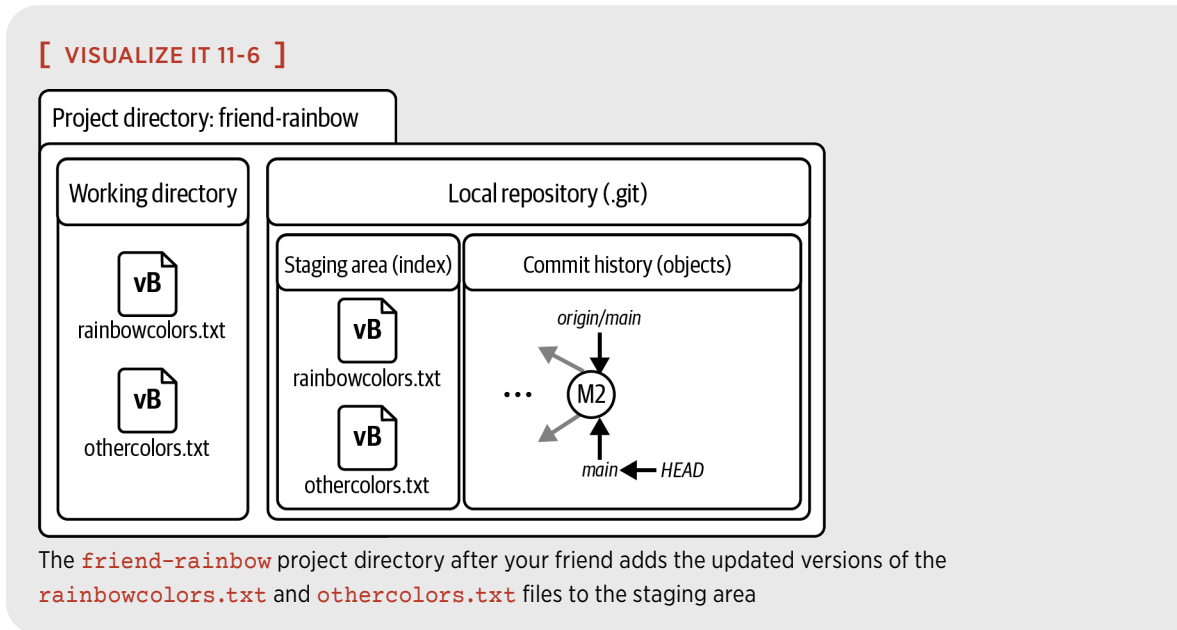 [ VISUALIZE IT 11-6 ]
Project directory: friend-rainbow
Working directory
vB
rainbowcolors.txt
vB
othercolors.txt
Local repository (.git)
Staging area (index)
vB
rainbowcolors.txt
vB
othercolors.txt
Commit history (objects)
origin/main
...
M2
main
HEAD
The friend-rainbow project directory after your friend adds the updated versions of the
rainbowcolors.txt and othercolors.txt files to the staging area